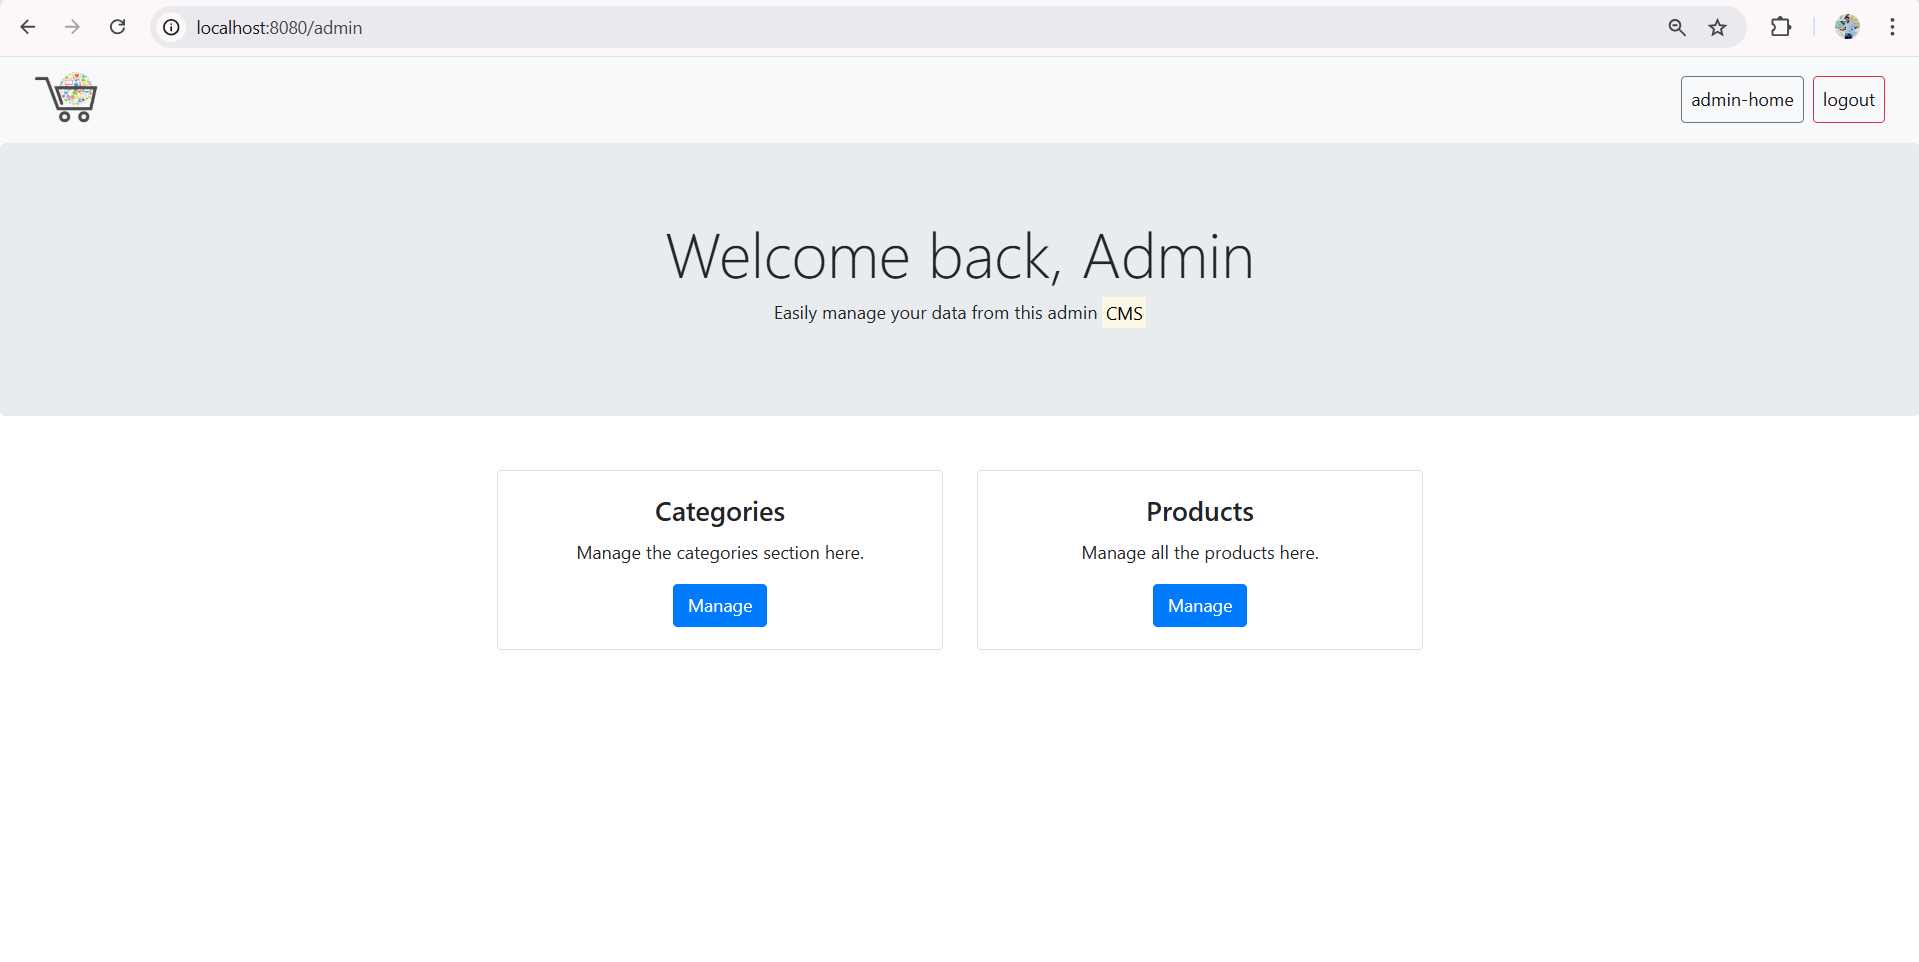 localhost:8080/admin
admin-home
logout
Welcome back, Admin
Easily manage your data from this admin CMS
Categories
Manage the categories section here.
Manage
Products
Manage all the products here.
Manage